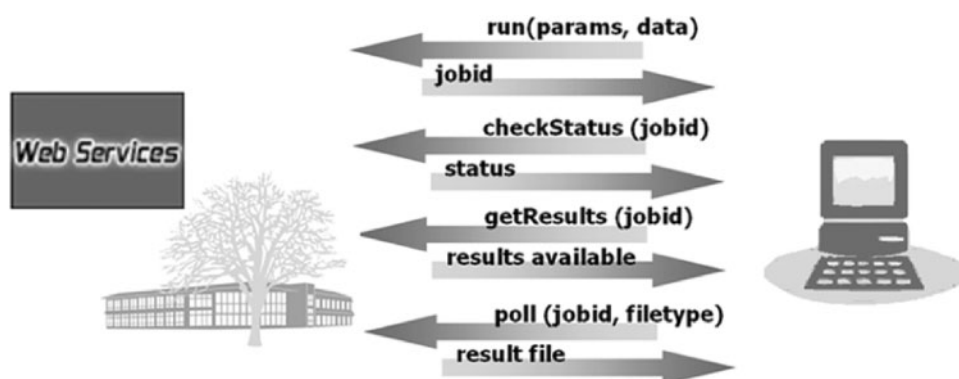 run(params, data)
jobid
Web Services
checkStatus (jobid)
status
getResults (jobid)
results available
poll (jobid, filetype)
result file